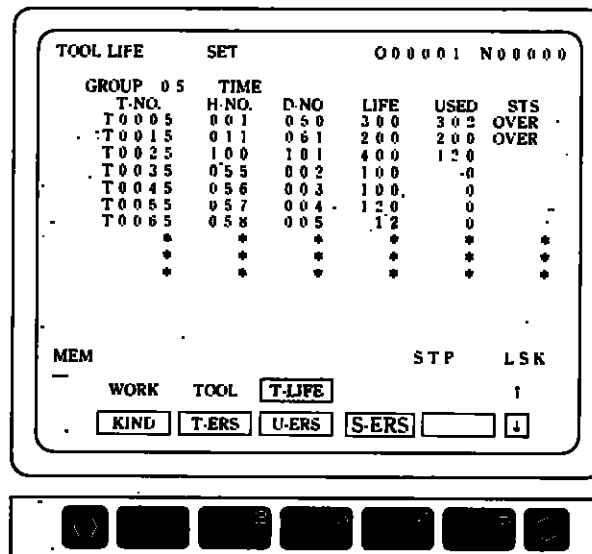 TOOL LIFE SET O00001 N00000
GROUP 05 TIME
T-NO. H-NO. D-NO LIFE USED STS
T0005 001 050 300 302 OVER
T0015 011 061 200 200 OVER
T0025 100 101 400 120
T0035 055 002 100 0
T0045 056 003 100 0
T0055 057 004 120 0
T0065 058 005 12 0
* * * * * *
* * * * * *
* * * * * *
MEM STP LSK
WORK TOOL T-LIFE ↑
KIND T-ERS U-ERS S-ERS ↓